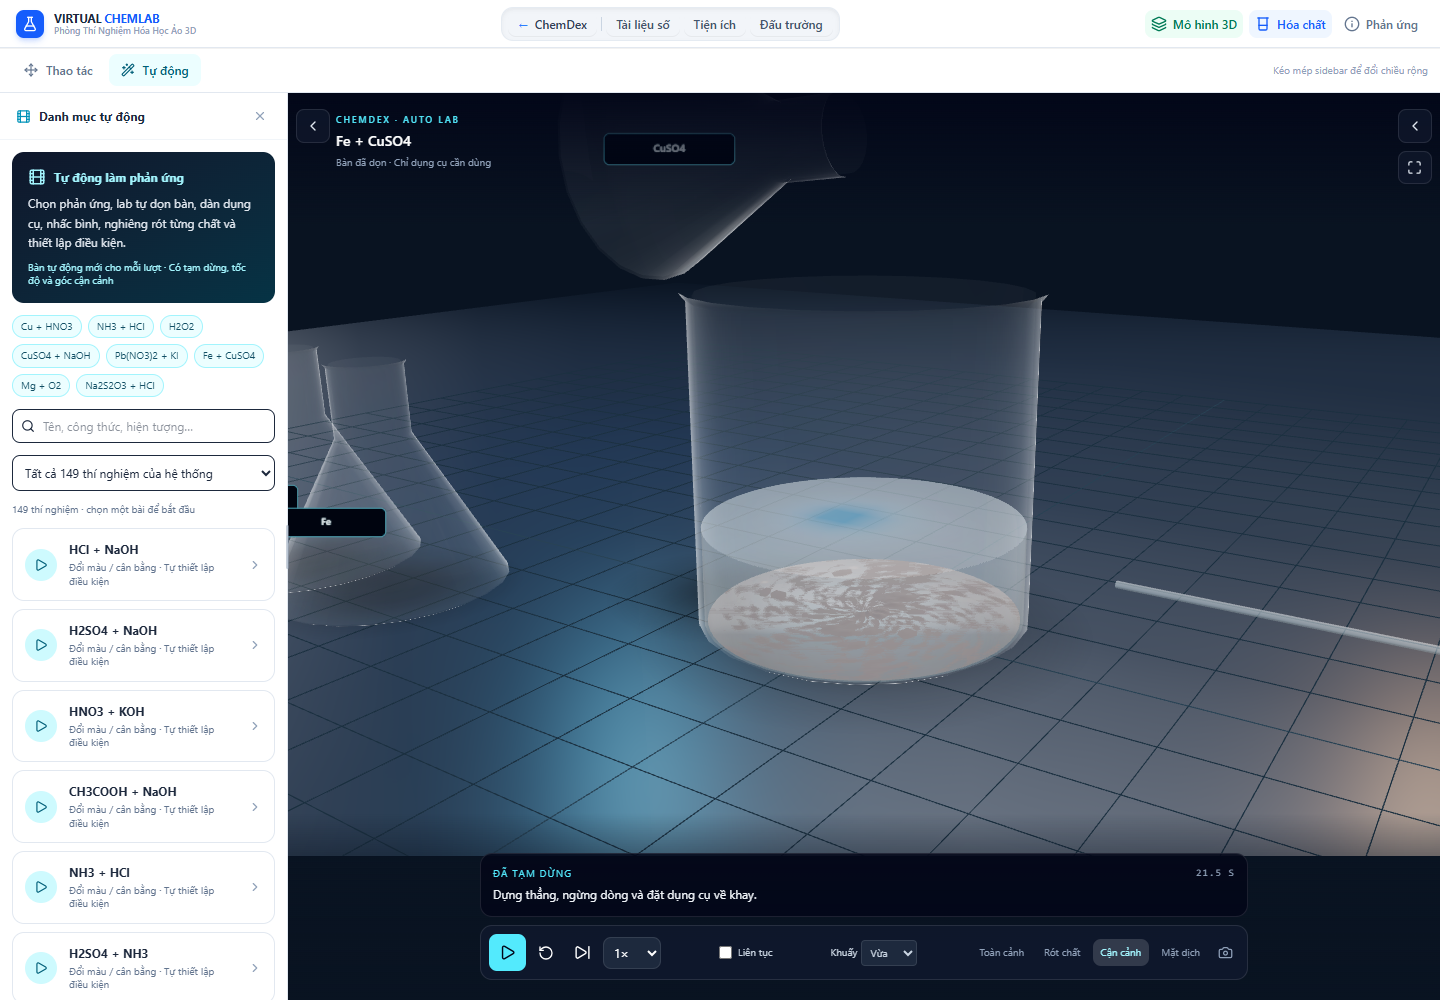 VIRTUAL CHEMLAB
Phòng Thí Nghiệm Hóa Học Ảo 3D
← ChemDex
Tài liệu số
Tiện ích
Đấu trường
Mô hình 3D
Hóa chất
Phản ứng
Thao tác
Tự động
Kéo mép sidebar để đổi chiều rộng
Danh mục tự động
Tự động làm phản ứng
Chọn phản ứng, lab tự dọn bàn, dàn dụng
cụ, nhấc bình, nghiêng rót từng chất và
thiết lập điều kiện.
Bàn tự động mới cho mỗi lượt · Có tạm dừng, tốc
độ và góc cận cảnh
Cu + HNO3
NH3 + HCl
H2O2
CuSO4 + NaOH
Pb(NO3)2 + KI
Fe + CuSO4
Mg + O2
Na2S2O3 + HCl
Tên, công thức, hiện tượng...
Tất cả 149 thí nghiệm của hệ thống
149 thí nghiệm · chọn một bài để bắt đầu
HCl + NaOH
Đổi màu / cân bằng · Tự thiết lập
điều kiện
H2SO4 + NaOH
Đổi màu / cân bằng · Tự thiết lập
điều kiện
HNO3 + KOH
Đổi màu / cân bằng · Tự thiết lập
điều kiện
CH3COOH + NaOH
Đổi màu / cân bằng · Tự thiết lập
điều kiện
NH3 + HCl
Đổi màu / cân bằng · Tự thiết lập
điều kiện
H2SO4 + NH3
CHEMDEX · AUTO LAB
Fe + CuSO4
Bàn đã dọn · Chỉ dụng cụ cần dùng
CuSO4
Fe
ĐÃ TẠM DỪNG
21.5 S
Dựng thẳng, ngừng dòng và đặt dụng cụ về khay.
1×
Liên tục
Khuấy
Vừa
Toàn cảnh
Rót chất
Cận cảnh
Mặt dịch